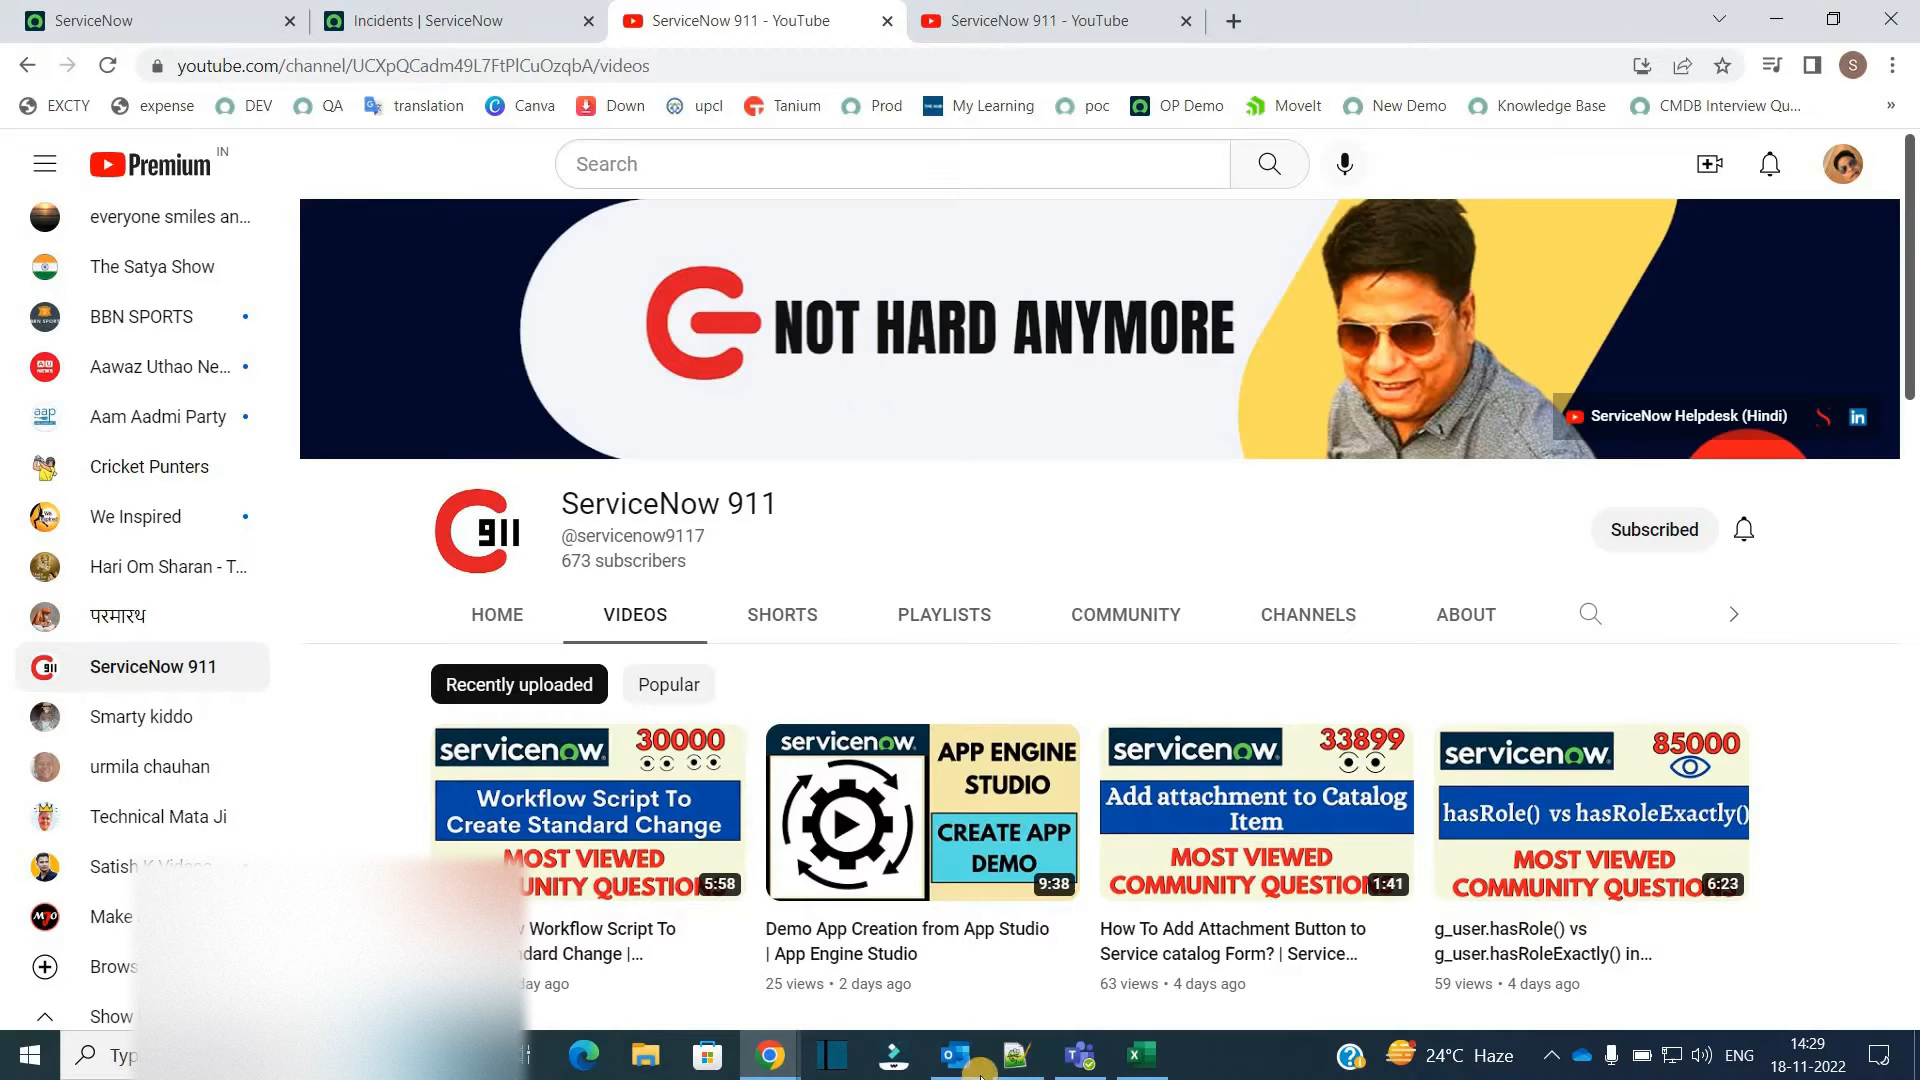 ServiceNow
Incidents | ServiceNow
ServiceNow 911 - YouTube
ServiceNow 911 - YouTube
youtube.com/channel/UCXpQCadm49L7FtPlCuOzqbA/videos
S
EXCTY expense DEV QA translation Canva Down upcl Tanium Prod My Learning poc OP Demo MoveIt New Demo Knowledge Base CMDB Interview Qu... »
Premium IN
Search
everyone smiles an...
The Satya Show
BBN SPORTS
Aawaz Uthao Ne...
Aam Aadmi Party
Cricket Punters
We Inspired
Hari Om Sharan - T...
परमारथ
ServiceNow 911
Smarty kiddo
urmila chauhan
Technical Mata Ji
Satish K Videos
Make
Brows
Show
NOT HARD ANYMORE
ServiceNow Helpdesk (Hindi)
in
911
ServiceNow 911
@servicenow9117
673 subscribers
Subscribed
HOME VIDEOS SHORTS PLAYLISTS COMMUNITY CHANNELS ABOUT
Recently uploaded Popular
servicenow. 30000
Workflow Script To
Create Standard Change
MOST VIEWED
UNITY QUESTION
5:58
Workflow Script To
dard Change |...
day ago
servicenow.
APP ENGINE
STUDIO
CREATE APP
DEMO
9:38
Demo App Creation from App Studio
| App Engine Studio
25 views • 2 days ago
servicenow. 33899
Add attachment to Catalog
Item
MOST VIEWED
COMMUNITY QUESTION
1:41
How To Add Attachment Button to
Service catalog Form? | Service...
63 views • 4 days ago
servicenow. 85000
hasRole() vs hasRoleExactly()
MOST VIEWED
COMMUNITY QUESTION
6:23
g_user.hasRole() vs
g_user.hasRoleExactly() in...
59 views • 4 days ago
Typ
24°C Haze
ENG
14:29
18-11-2022